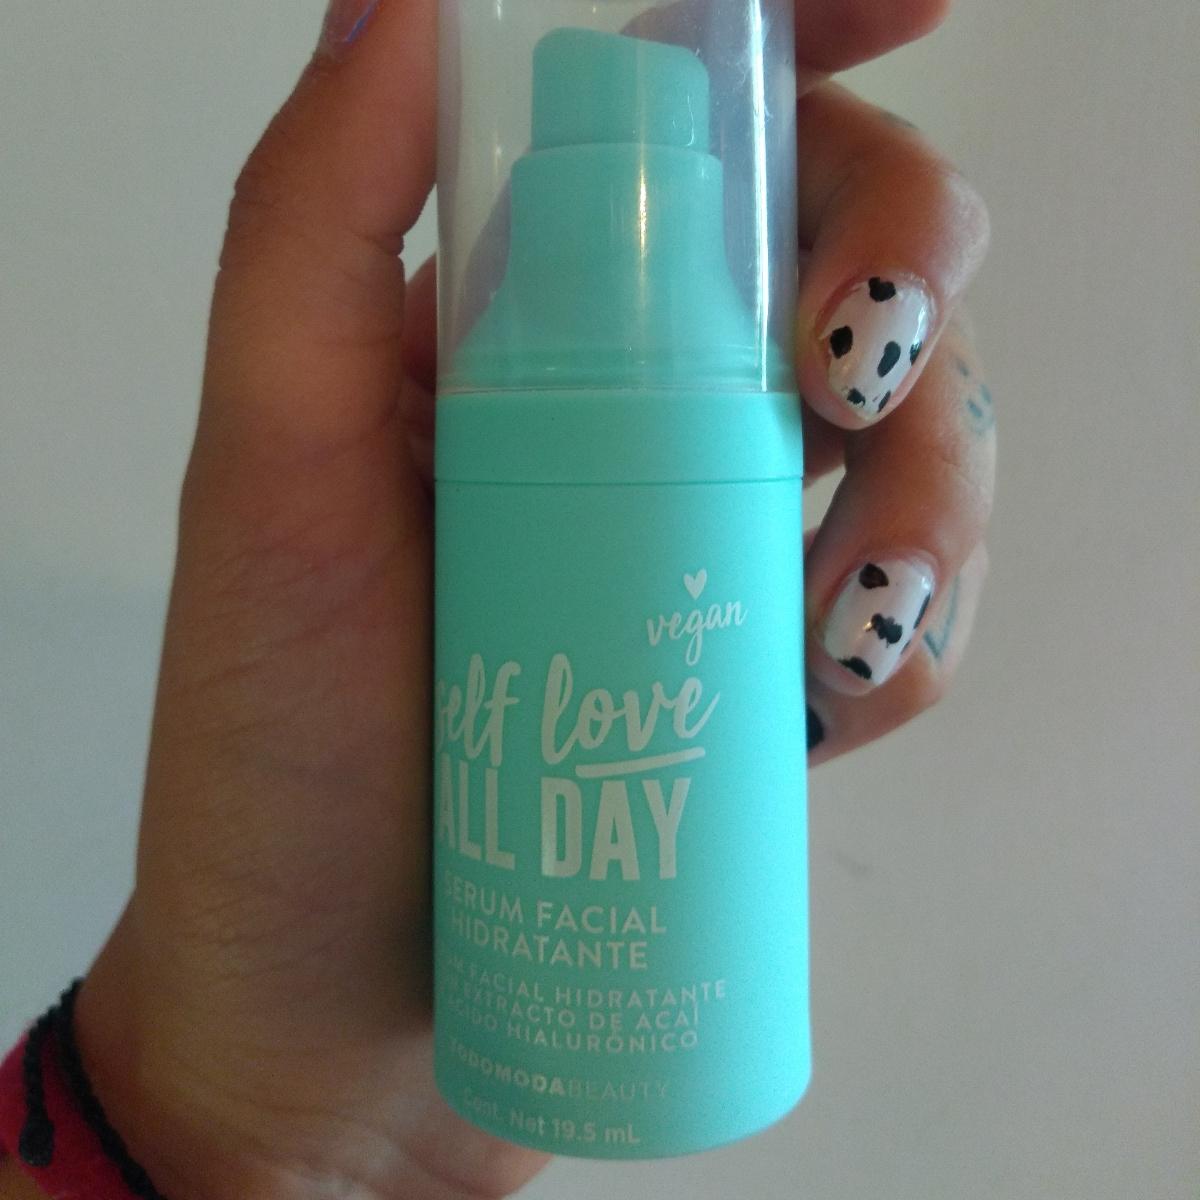 vegan
self love
ALL DAY
SERUM FACIAL
HIDRATANTE
FACIAL HIDRATANTE
EXTRACTO DE AÇAÍ
ÁCIDO HIALURÓNICO
TODOMODABEAUTY
Cont. Net 19.5 mL